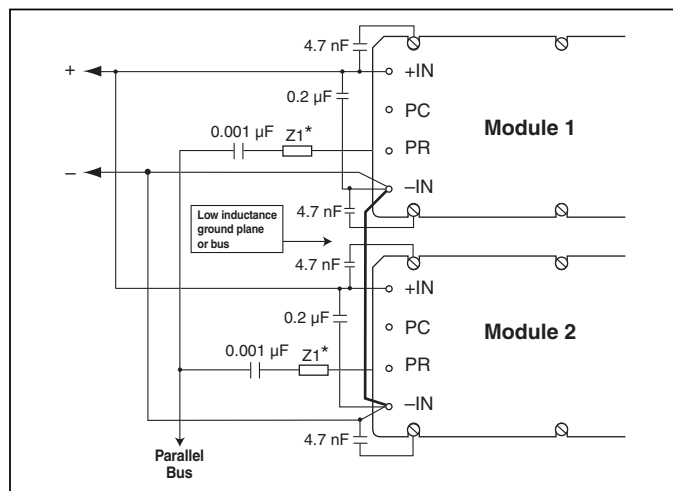 4.7 nF
+
+IN
0.2 µF
PC
Module 1
0.001 µF
Z1*
PR
–
–IN
4.7 nF
Low inductance
ground plane
or bus
4.7 nF
+IN
0.2 µF
PC
Module 2
0.001 µF
Z1*
PR
–IN
4.7 nF
Parallel
Bus